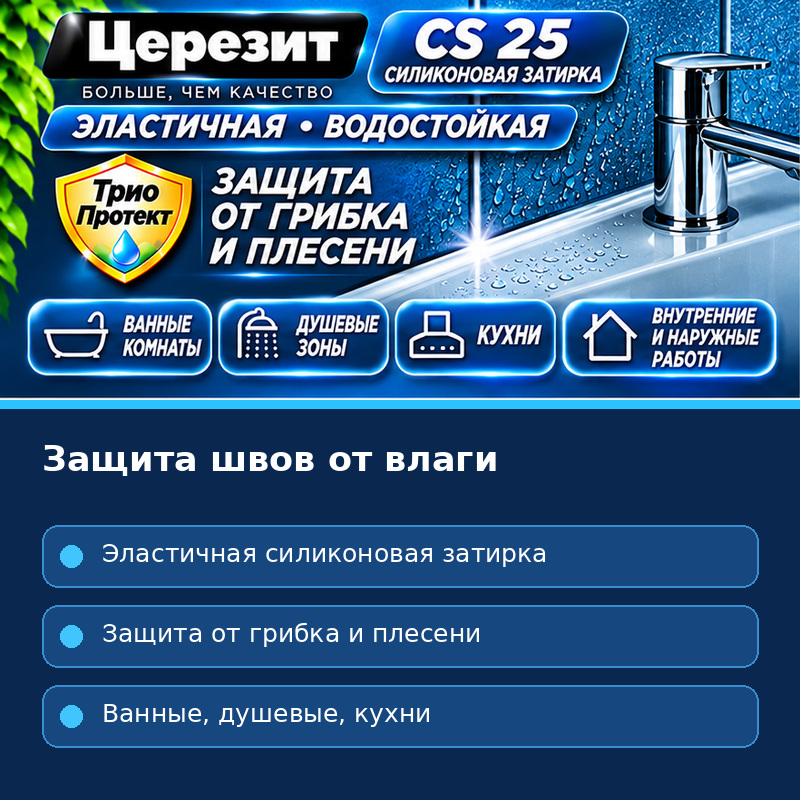 Церезит
БОЛЬШЕ, ЧЕМ КАЧЕСТВО
CS 25
СИЛИКОНОВАЯ ЗАТИРКА
ЭЛАСТИЧНАЯ • ВОДОСТОЙКАЯ
Трио
Протект
ЗАЩИТА
ОТ ГРИБКА
И ПЛЕСЕНИ
ВАННЫЕ
КОМНАТЫ
ДУШЕВЫЕ
ЗОНЫ
КУХНИ
ВНУТРЕННИЕ
И НАРУЖНЫЕ
РАБОТЫ
Защита швов от влаги
Эластичная силиконовая затирка
Защита от грибка и плесени
Ванные, душевые, кухни